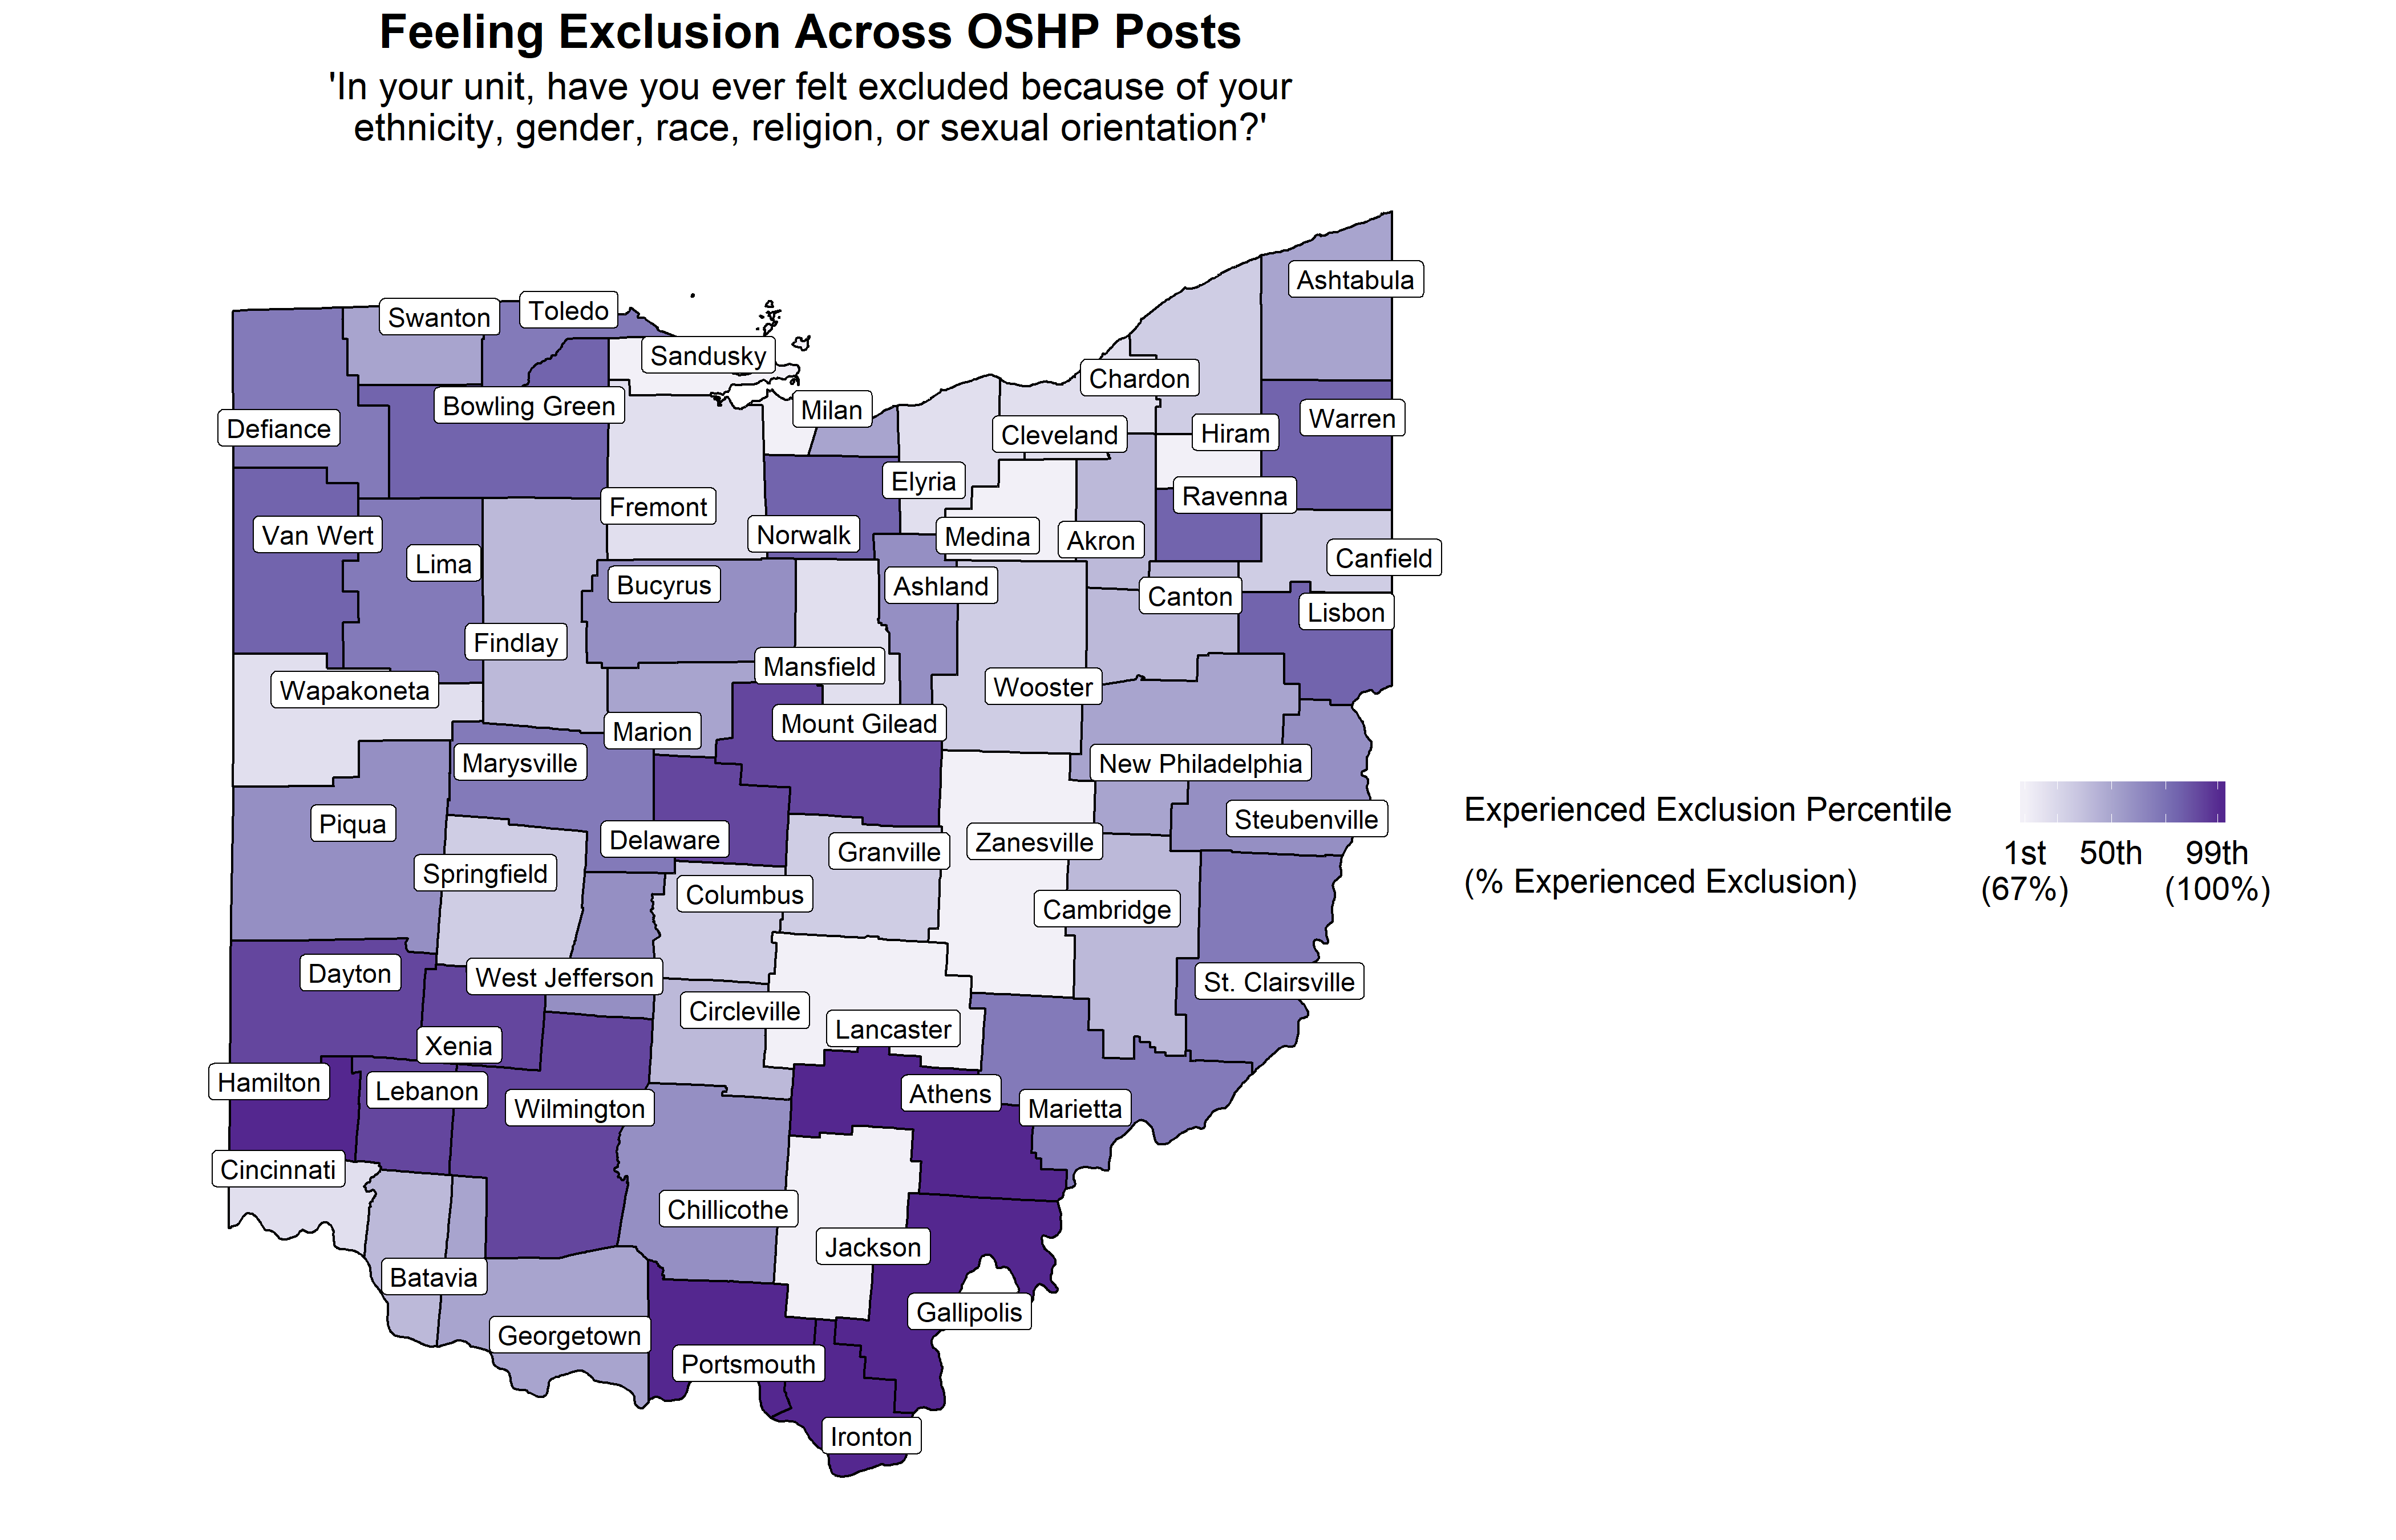 Feeling Exclusion Across OSHP Posts
'In your unit, have you ever felt excluded because of your
ethnicity, gender, race, religion, or sexual orientation?'
Ashtabula
Swanton
Toledo
Sandusky
Chardon
Bowling Green
Milan
Defiance
Cleveland
Hiram
Warren
Elyria
Ravenna
Fremont
Van Wert
Norwalk
Medina
Akron
Canfield
Lima
Bucyrus
Ashland
Canton
Lisbon
Findlay
Mansfield
Wapakoneta
Wooster
Marion
Mount Gilead
Marysville
New Philadelphia
Piqua
Delaware
Granville
Zanesville
Steubenville
Springfield
Columbus
Cambridge
Dayton
West Jefferson
St. Clairsville
Circleville
Lancaster
Xenia
Hamilton
Lebanon
Wilmington
Athens
Marietta
Cincinnati
Chillicothe
Jackson
Batavia
Gallipolis
Georgetown
Portsmouth
Ironton
Experienced Exclusion Percentile
(% Experienced Exclusion)
1st 50th 99th
(67%) (100%)